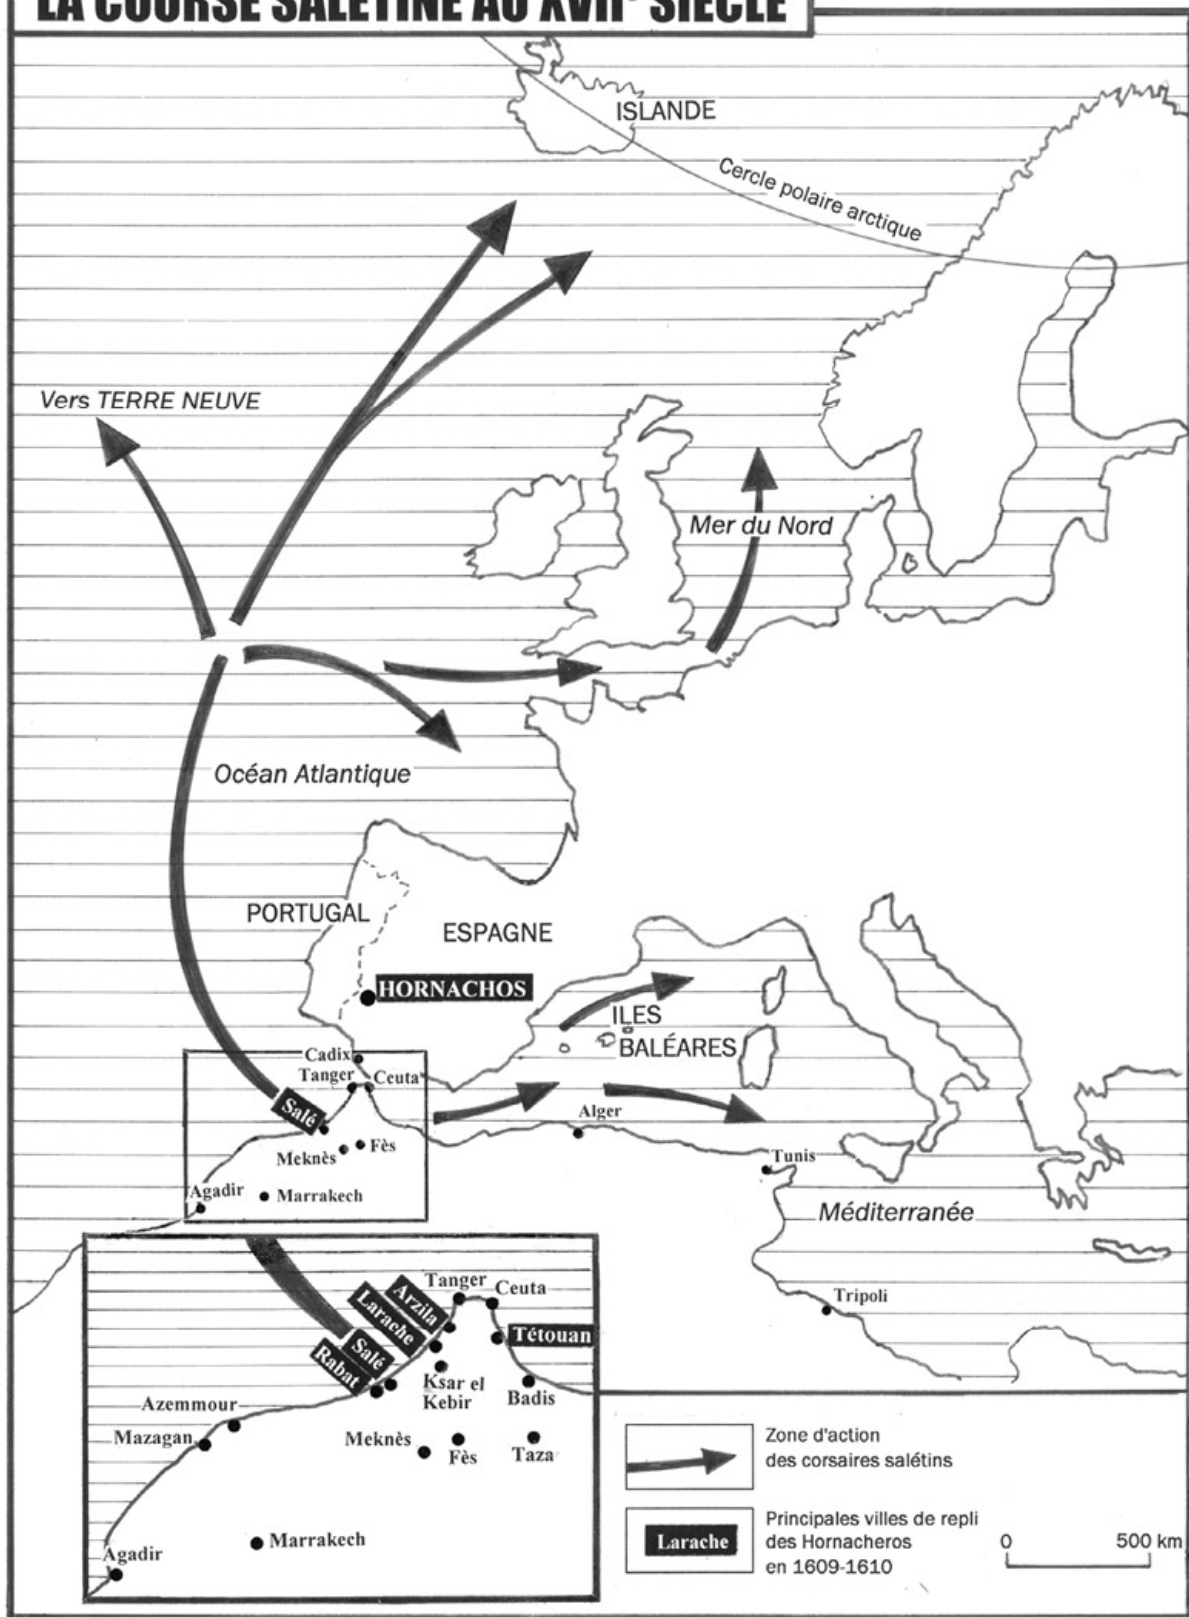 LA COURSE SALÉTINE AU XVIIe SIÈCLE
ISLANDE
Cercle polaire arctique
Vers TERRE NEUVE
Mer du Nord
Océan Atlantique
PORTUGAL
ESPAGNE
HORNACHOS
ILES
BALÉARES
Cadix
Tanger
Ceuta
Salé
Alger
Fès
Meknès
Tunis
Agadir
Marrakech
Méditerranée
Tripoli
Tanger
Ceuta
Arzila
Larache
Tétouan
Salé
Rabat
Ksar el
Kebir
Badis
Azemmour
Mazagan
Meknès
Fès
Taza
Marrakech
Agadir
Zone d'action
des corsaires salétins
Larache
Principales villes de repli
des Hornacheros
en 1609-1610
0 500 km